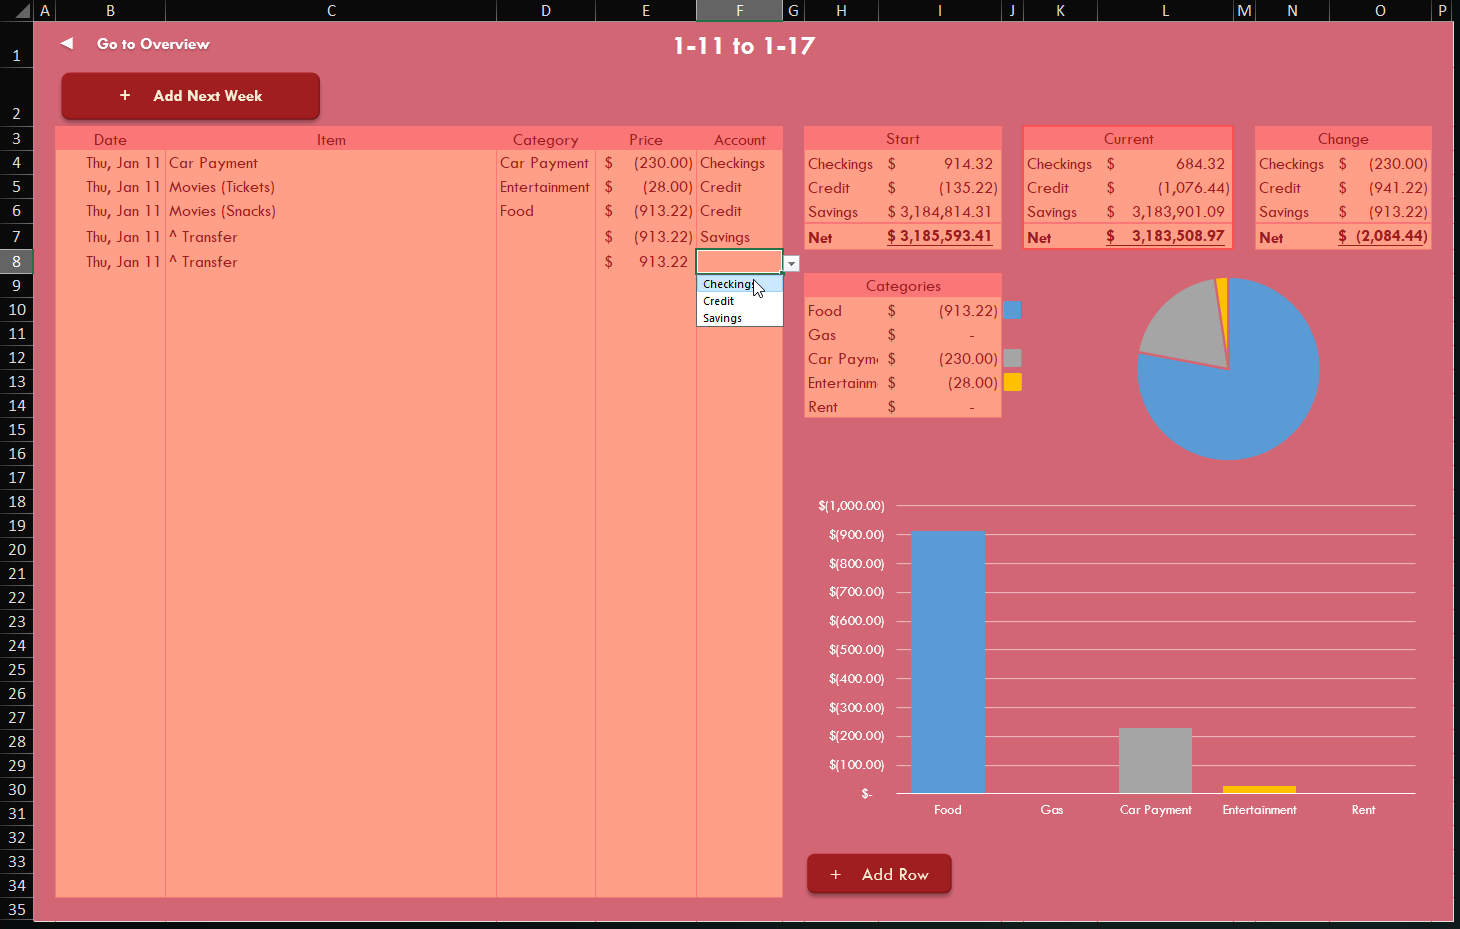 A B C D E F G H I J K L M N O P
1 ◀ Go to Overview 1-11 to 1-17
2 + Add Next Week
3 Date Item Category Price Account Start Current Change
4 Thu, Jan 11 Car Payment Car Payment $ (230.00) Checkings Checkings $ 914.32 Checkings $ 684.32 Checkings $ (230.00)
5 Thu, Jan 11 Movies (Tickets) Entertainment $ (28.00) Credit Credit $ (135.22) Credit $ (1,076.44) Credit $ (941.22)
6 Thu, Jan 11 Movies (Snacks) Food $ (913.22) Credit Savings $ 3,184,814.31 Savings $ 3,183,901.09 Savings $ (913.22)
7 Thu, Jan 11 ^ Transfer $ (913.22) Savings Net $ 3,185,593.41 Net $ 3,183,508.97 Net $ (2,084.44)
8 Thu, Jan 11 ^ Transfer $ 913.22
9 Checkings Categories
10 Credit Food $ (913.22)
11 Savings Gas $ -
12 Car Paym $ (230.00)
13 Entertainm $ (28.00)
14 Rent $ -
15
16
17
18 $(1,000.00)
19 $(900.00)
20
21 $(800.00)
22 $(700.00)
23 $(600.00)
24 $(500.00)
25 $(400.00)
26
27 $(300.00)
28 $(200.00)
29 $(100.00)
30 $-
31 Food Gas Car Payment Entertainment Rent
32
33
34 + Add Row
35